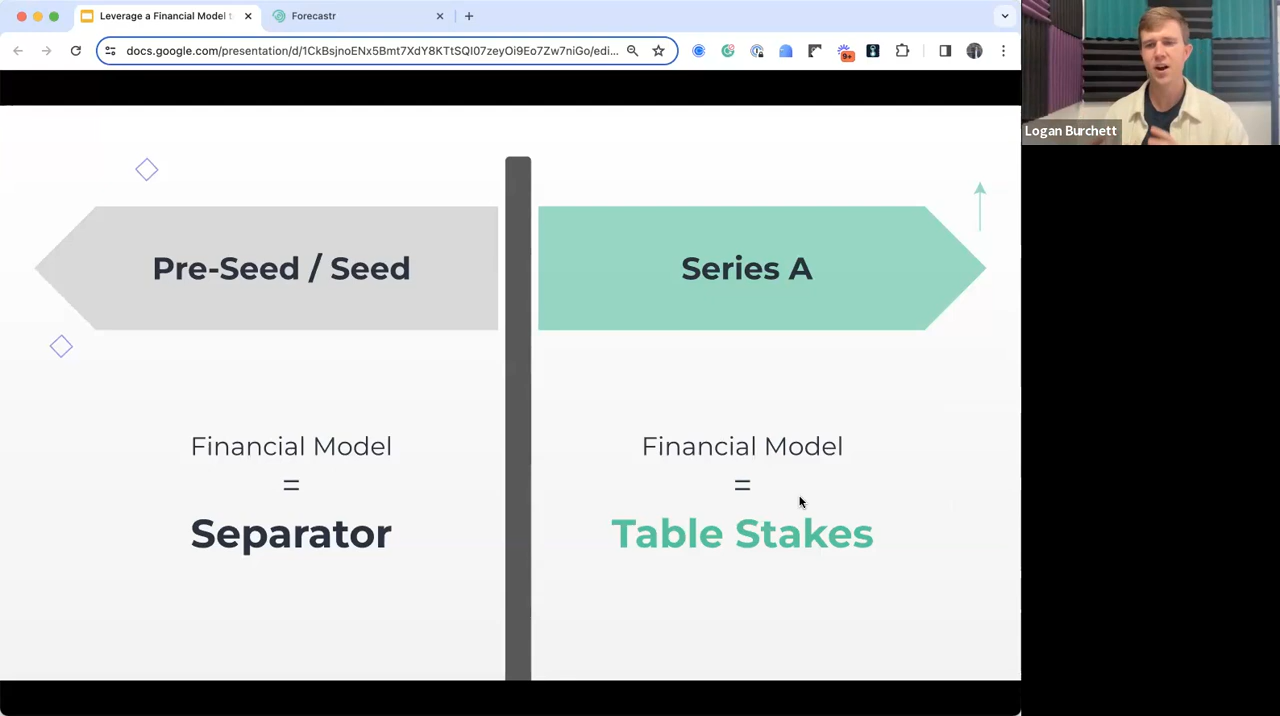 Leverage a Financial Model t
Forecastr
docs.google.com/presentation/d/1CkBsjnoENx5Bmt7XdY8KTtSQI07zeyOi9Eo7Zw7niGo/edi...
9+
Logan Burchett
Pre-Seed / Seed
Series A
Financial Model
=
Separator
Financial Model
=
Table Stakes